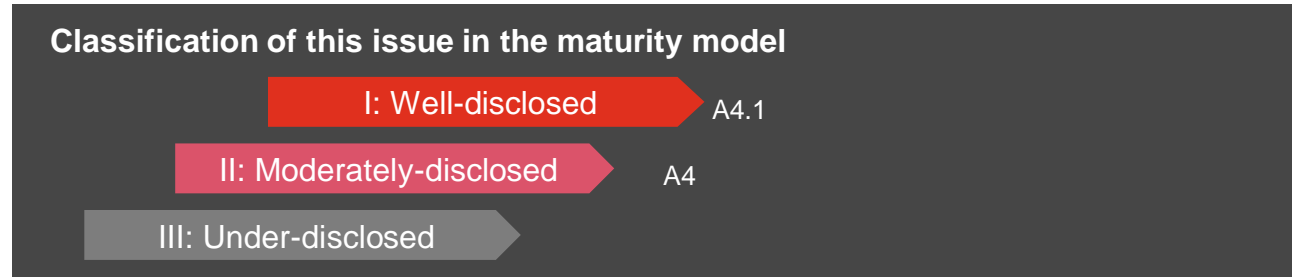 Classification of this issue in the maturity model
I: Well-disclosed
A4.1
II: Moderately-disclosed
A4
III: Under-disclosed